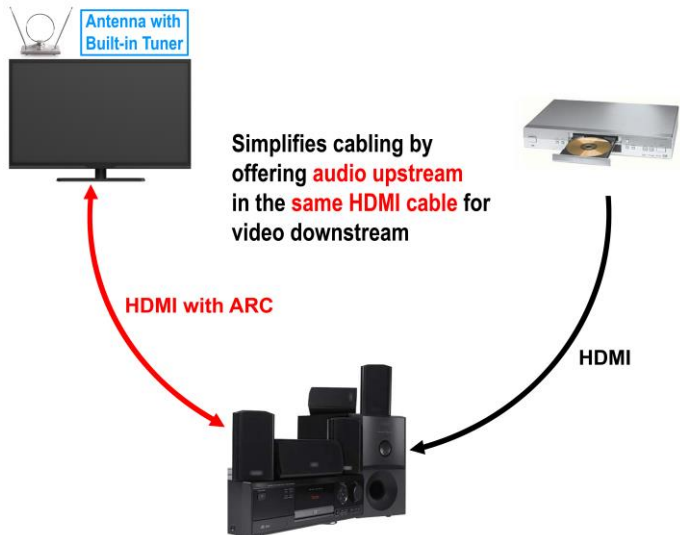 Antenna with
Built-in Tuner
Simplifies cabling by
offering audio upstream
in the same HDMI cable for
video downstream
HDMI with ARC
HDMI